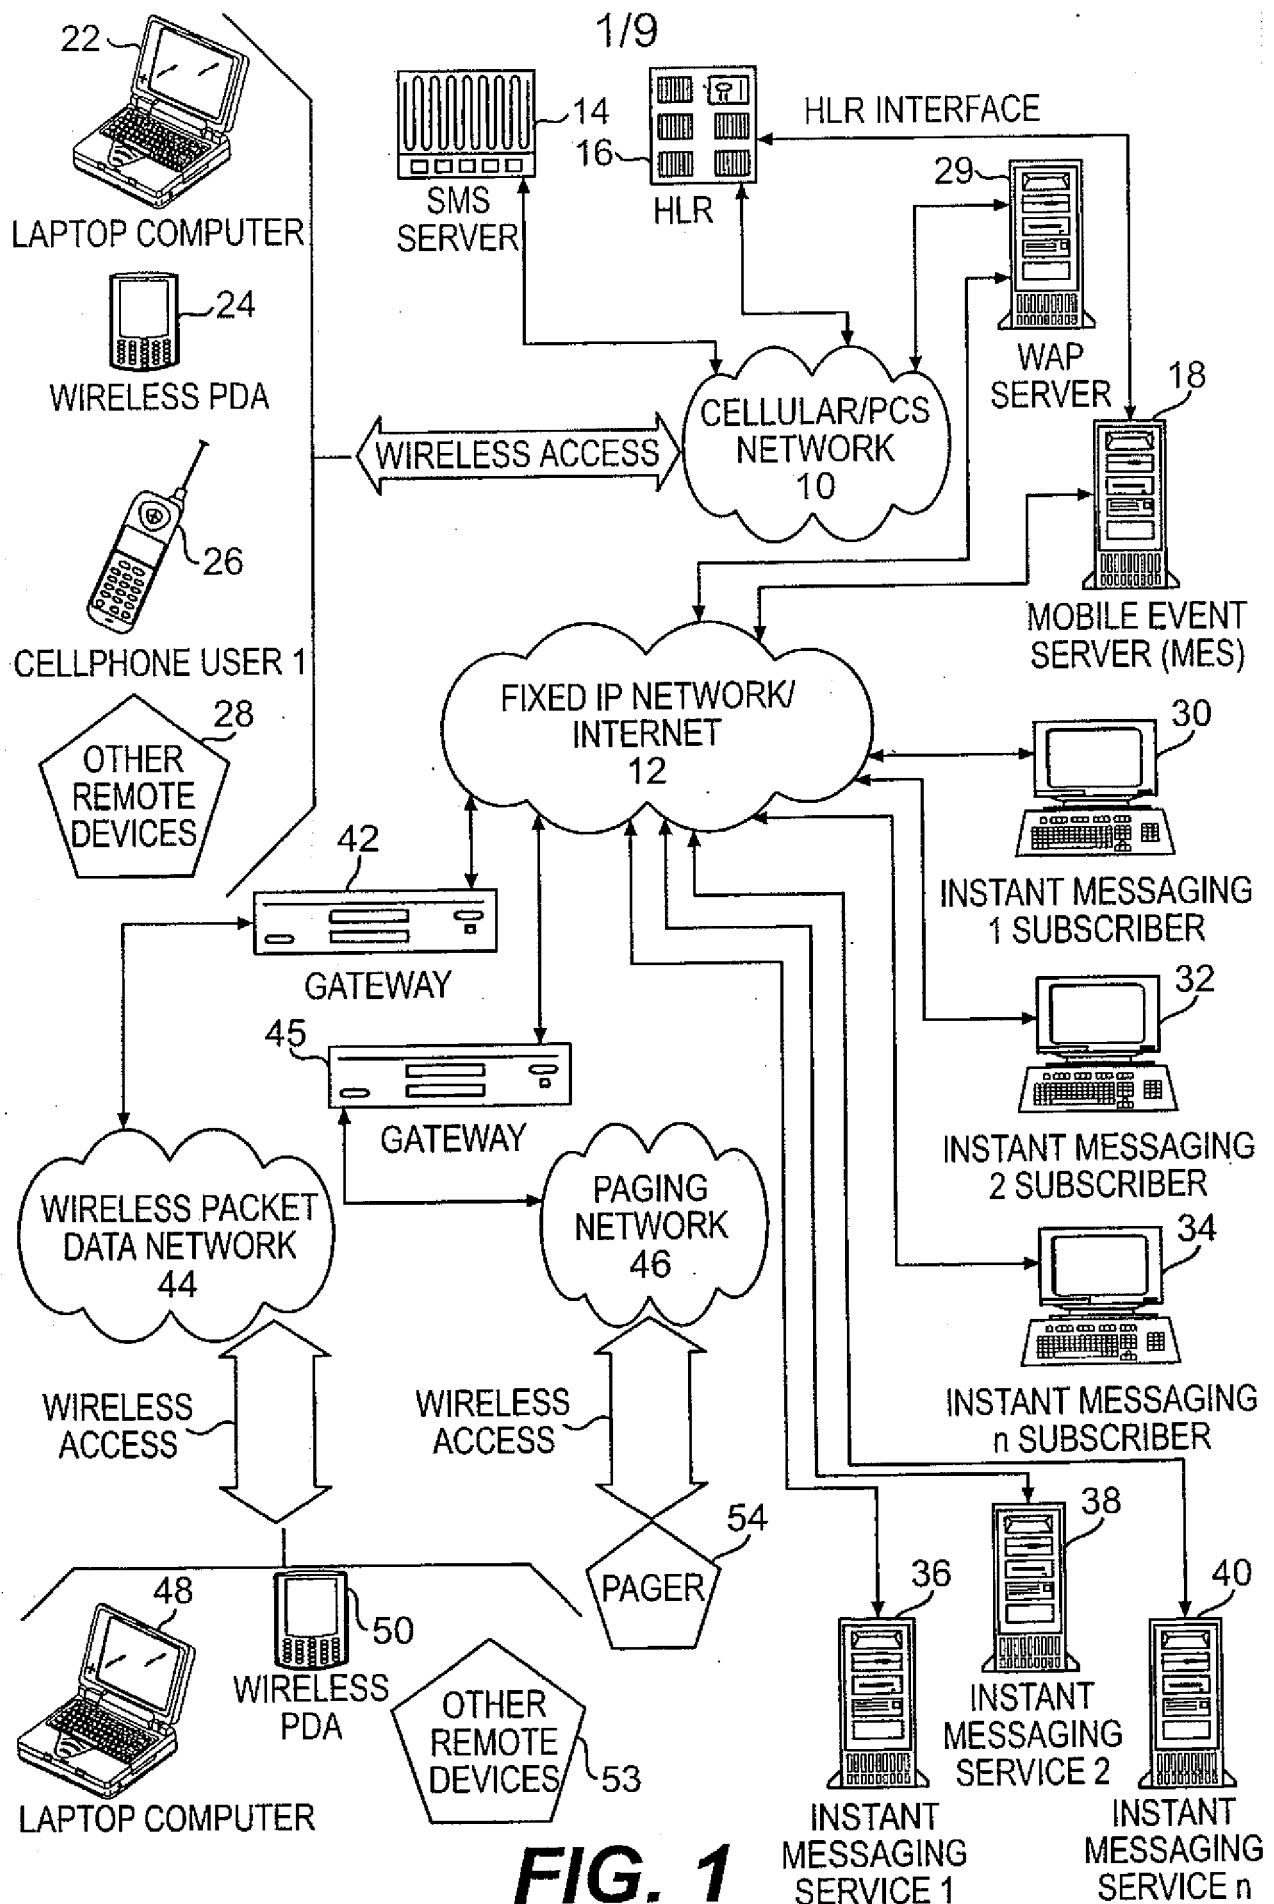 1/9
22
LAPTOP COMPUTER
24
WIRELESS PDA
26
CELLPHONE USER 1
28
OTHER
REMOTE
DEVICES
14
SMS
SERVER
16
HLR
HLR INTERFACE
29
WAP
SERVER
18
MOBILE EVENT
SERVER (MES)
WIRELESS ACCESS
CELLULAR/PCS
NETWORK
10
FIXED IP NETWORK/
INTERNET
12
30
INSTANT MESSAGING
1 SUBSCRIBER
32
INSTANT MESSAGING
2 SUBSCRIBER
34
INSTANT MESSAGING
n SUBSCRIBER
42
GATEWAY
45
GATEWAY
WIRELESS PACKET
DATA NETWORK
44
PAGING
NETWORK
46
WIRELESS
ACCESS
WIRELESS
ACCESS
48
LAPTOP COMPUTER
50
WIRELESS
PDA
OTHER
REMOTE
DEVICES
53
54
PAGER
36
INSTANT
MESSAGING
SERVICE 1
38
INSTANT
MESSAGING
SERVICE 2
40
INSTANT
MESSAGING
SERVICE n
FIG. 1